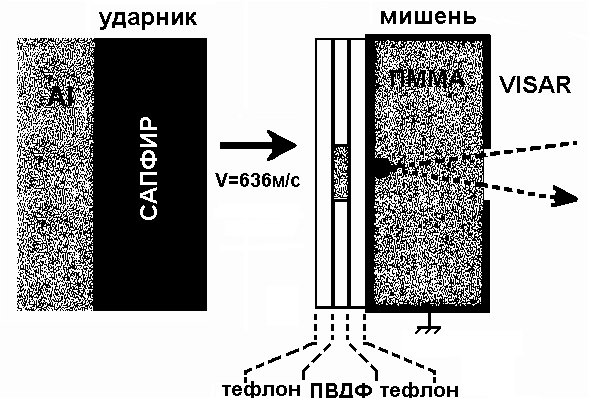 ударник
мишень
Al
САПФИР
V=636м/с
ПММА
VISAR
тефлон ПВДФ тефлон